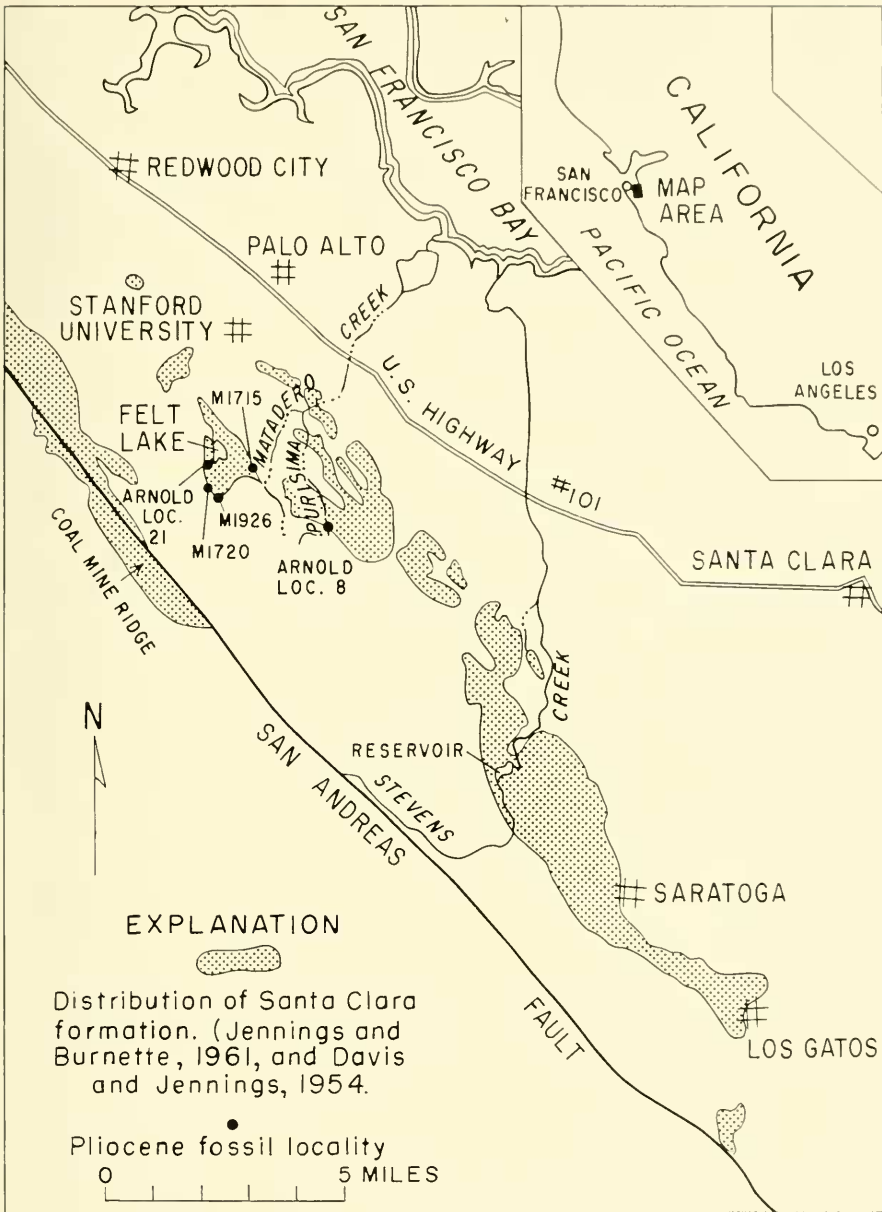 SAN FRANCISCO BAY
CALIFORNIA
SAN
FRANCISCO
MAP
AREA
PACIFIC OCEAN
LOS
ANGELES
REDWOOD CITY
PALO ALTO
STANFORD
UNIVERSITY
CREEK
MATADERO
U.S. HIGHWAY #101
M1715
FELT
LAKE
PURISIMA
ARNOLD
LOC.
21
M1926
M1720
ARNOLD
LOC. 8
SANTA CLARA
COAL MINE RIDGE
N
SAN ANDREAS FAULT
RESERVOIR
STEVENS
CREEK
SARATOGA
LOS GATOS
EXPLANATION
Distribution of Santa Clara
formation. (Jennings and
Burnette, 1961, and Davis
and Jennings, 1954.
Pliocene fossil locality
0 5 MILES